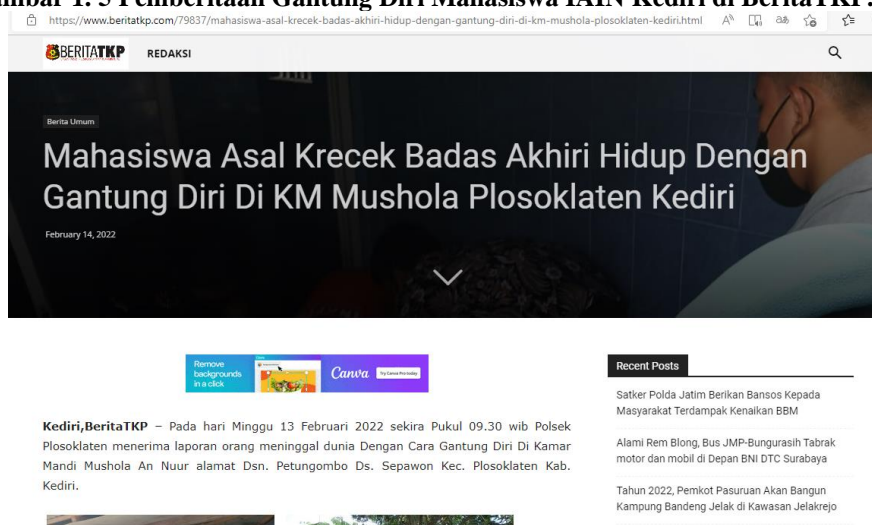 mbar 1. 5 Pemberitaan Gantung Diri Mahasiswa IAIN Kediri di BeritaTKP.
https://www.beritatkp.com/79837/mahasiswa-asal-krecek-badas-akhiri-hidup-dengan-gantung-diri-di-km-mushola-plosoklaten-kediri.html
BERITATKP
REDAKSI
Berita Umum
Mahasiswa Asal Krecek Badas Akhiri Hidup Dengan
Gantung Diri Di KM Mushola Plosoklaten Kediri
February 14, 2022
Remove
backgrounds
in a click
Canva
Try Canva Pro today
Kediri,BeritaTKP – Pada hari Minggu 13 Februari 2022 sekira Pukul 09.30 wib Polsek
Plosoklaten menerima laporan orang meninggal dunia Dengan Cara Gantung Diri Di Kamar
Mandi Mushola An Nuur alamat Dsn. Petungombo Ds. Sepawon Kec. Plosoklaten Kab.
Kediri.
Recent Posts
Satker Polda Jatim Berikan Bansos Kepada
Masyarakat Terdampak Kenaikan BBM
Alami Rem Blong, Bus JMP-Bungurasih Tabrak
motor dan mobil di Depan BNI DTC Surabaya
Tahun 2022, Pemkot Pasuruan Akan Bangun
Kampung Bandeng Jelak di Kawasan Jelakrejo